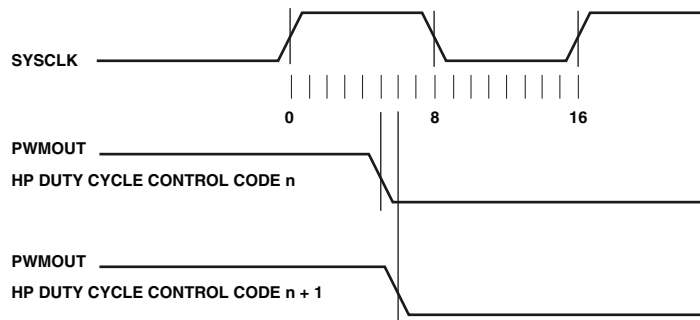 SYSCLK
0 8 16
PWMOUT
HP DUTY CYCLE CONTROL CODE n
PWMOUT
HP DUTY CYCLE CONTROL CODE n + 1